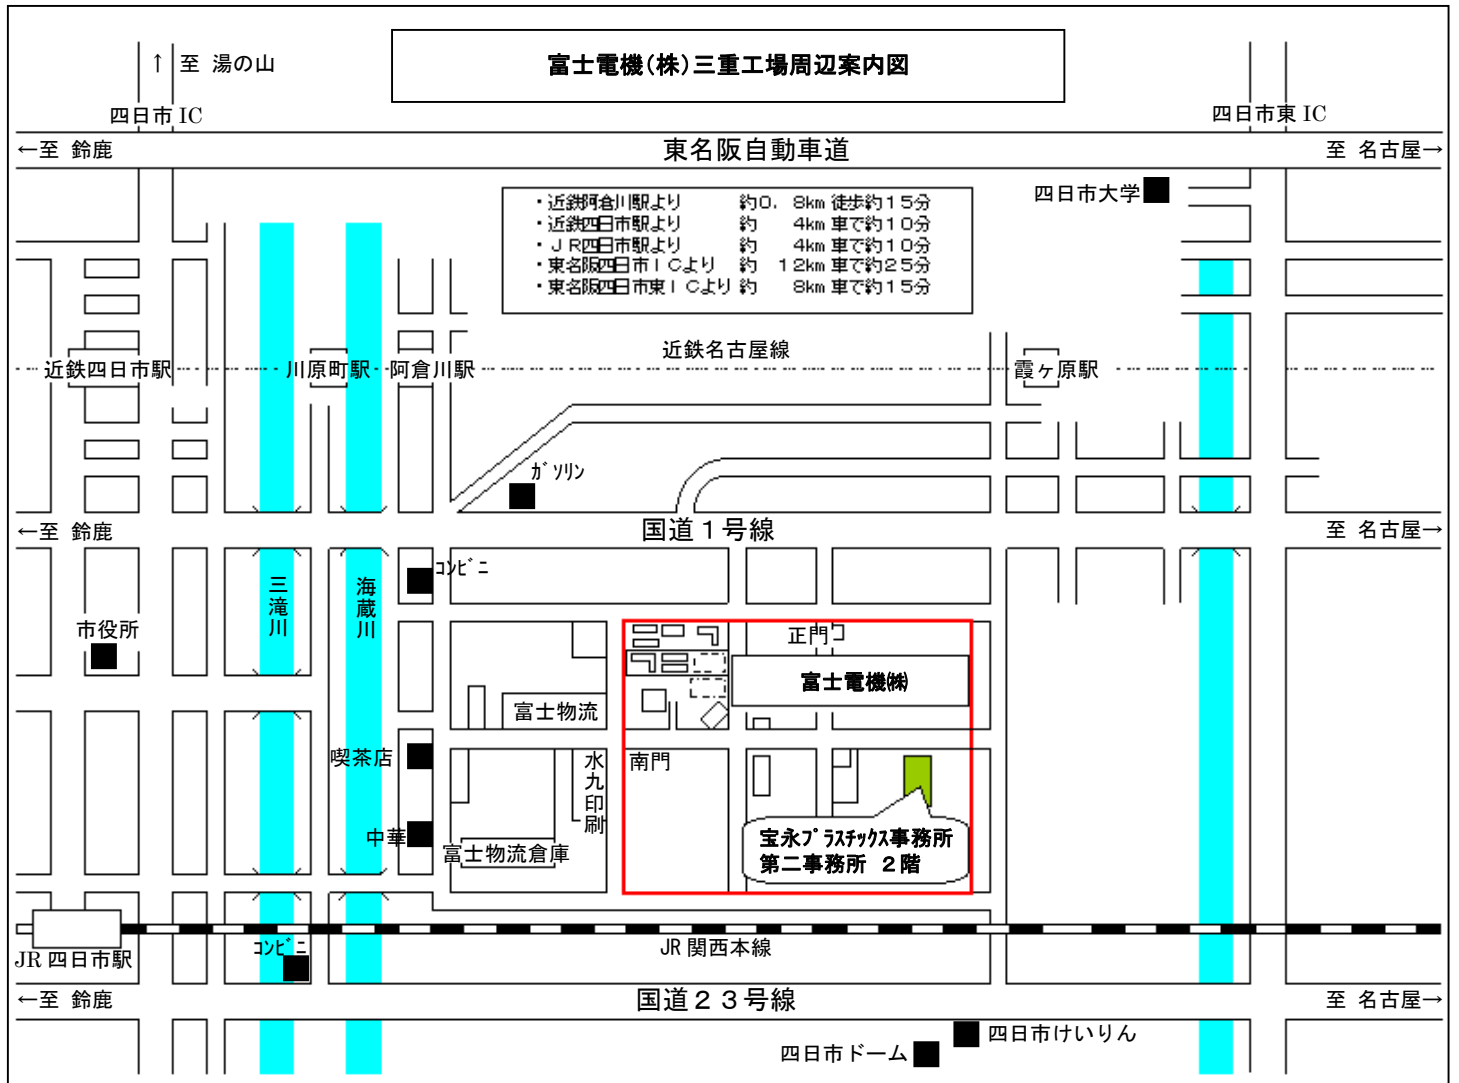 ↑ 至 湯の山
富士電機(株)三重工場周辺案内図
四日市 IC
四日市東 IC
←至 鈴鹿
東名阪自動車道
至 名古屋→
四日市大学
・近鉄阿倉川駅より 約0. 8km 徒歩約15分
・近鉄四日市駅より 約 4km 車で約10分
・JR四日市駅より 約 4km 車で約10分
・東名阪四日市ICより 約 12km 車で約25分
・東名阪四日市東ICより 約 8km 車で約15分
近鉄名古屋線
近鉄四日市駅
川原町駅
阿倉川駅
霞ヶ原駅
ガソリン
←至 鈴鹿
国道1号線
至 名古屋→
コンビニ
三滝川
海蔵川
市役所
正門
富士電機㈱
富士物流
喫茶店
水九印刷
南門
中華
富士物流倉庫
宝永プラスチックス事務所
第二事務所 2階
JR 四日市駅
コンビニ
JR 関西本線
←至 鈴鹿
国道23号線
至 名古屋→
四日市けいりん
四日市ドーム